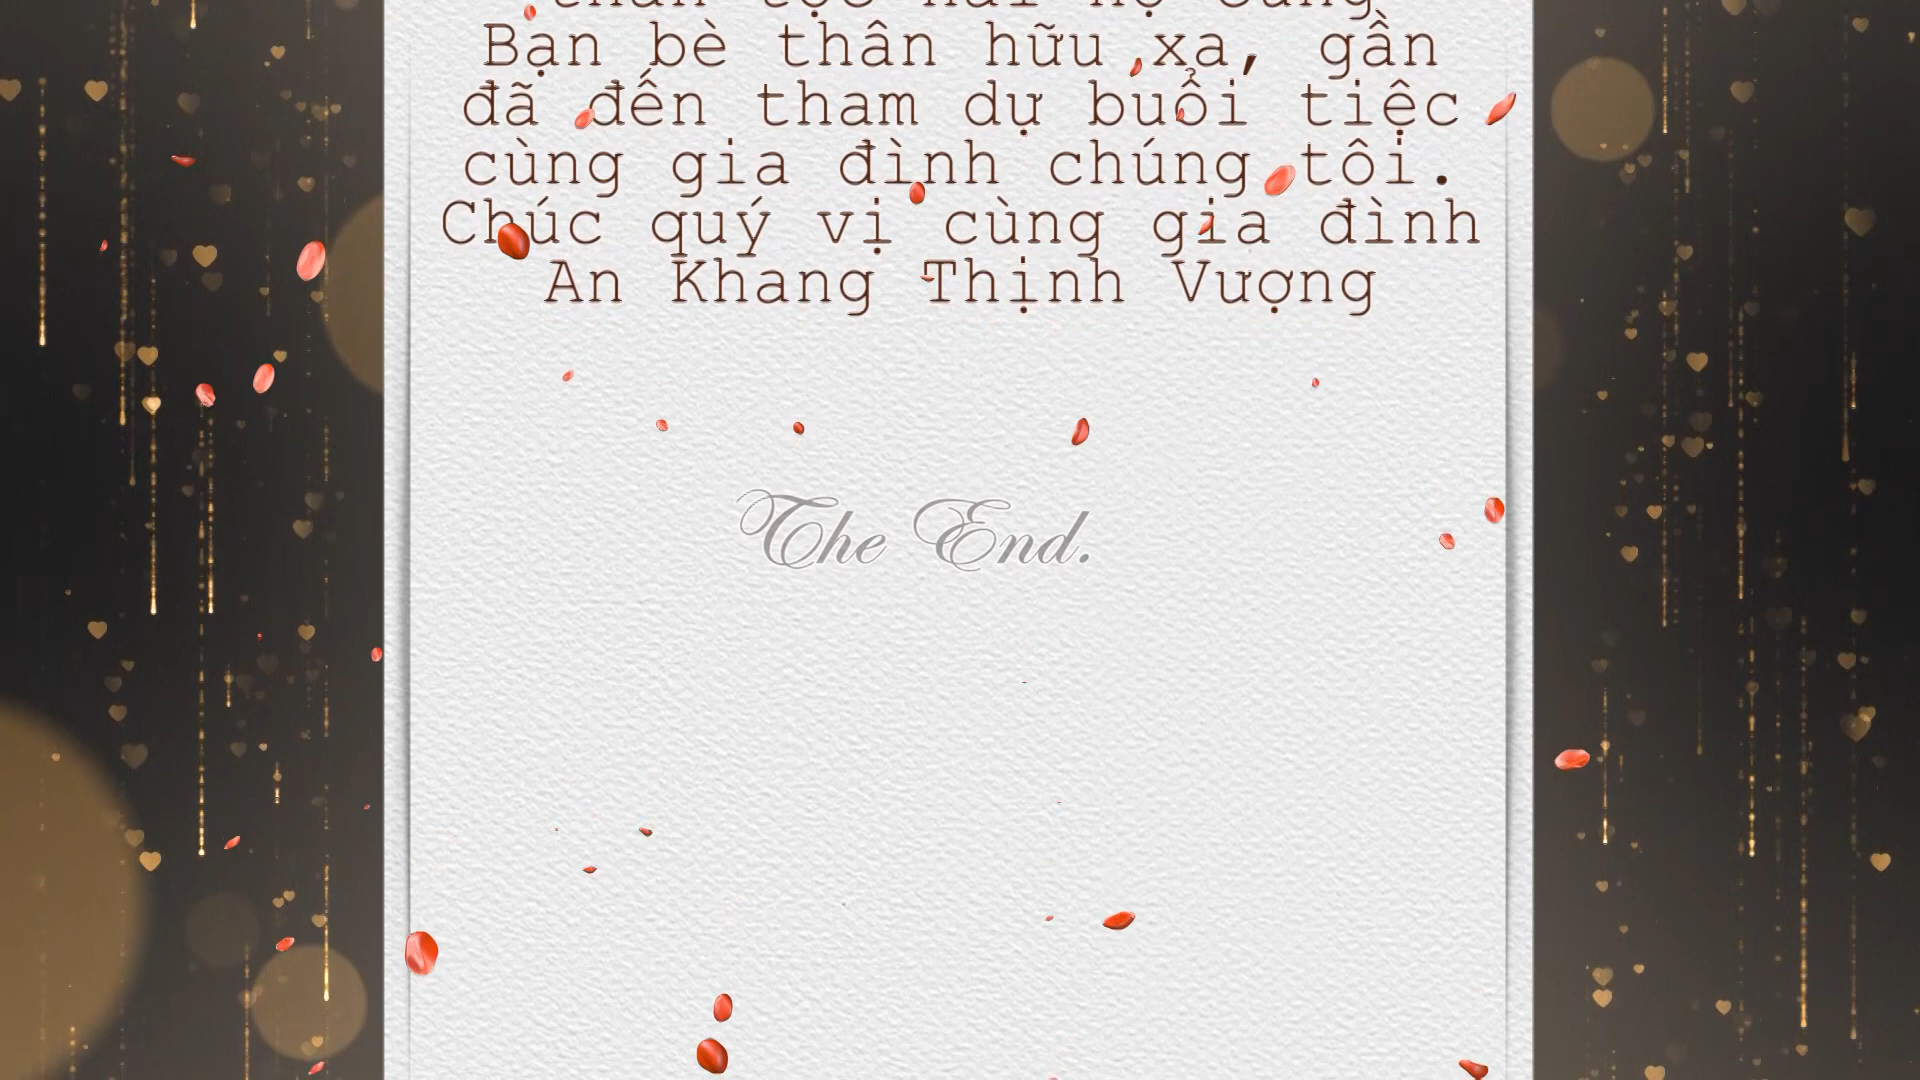 Bạn bè thân hữu xa, gần
đã đến tham dự buổi tiệc
cùng gia đình chúng tôi.
Chúc quý vị cùng gia đình
An Khang Thịnh Vượng
The End.